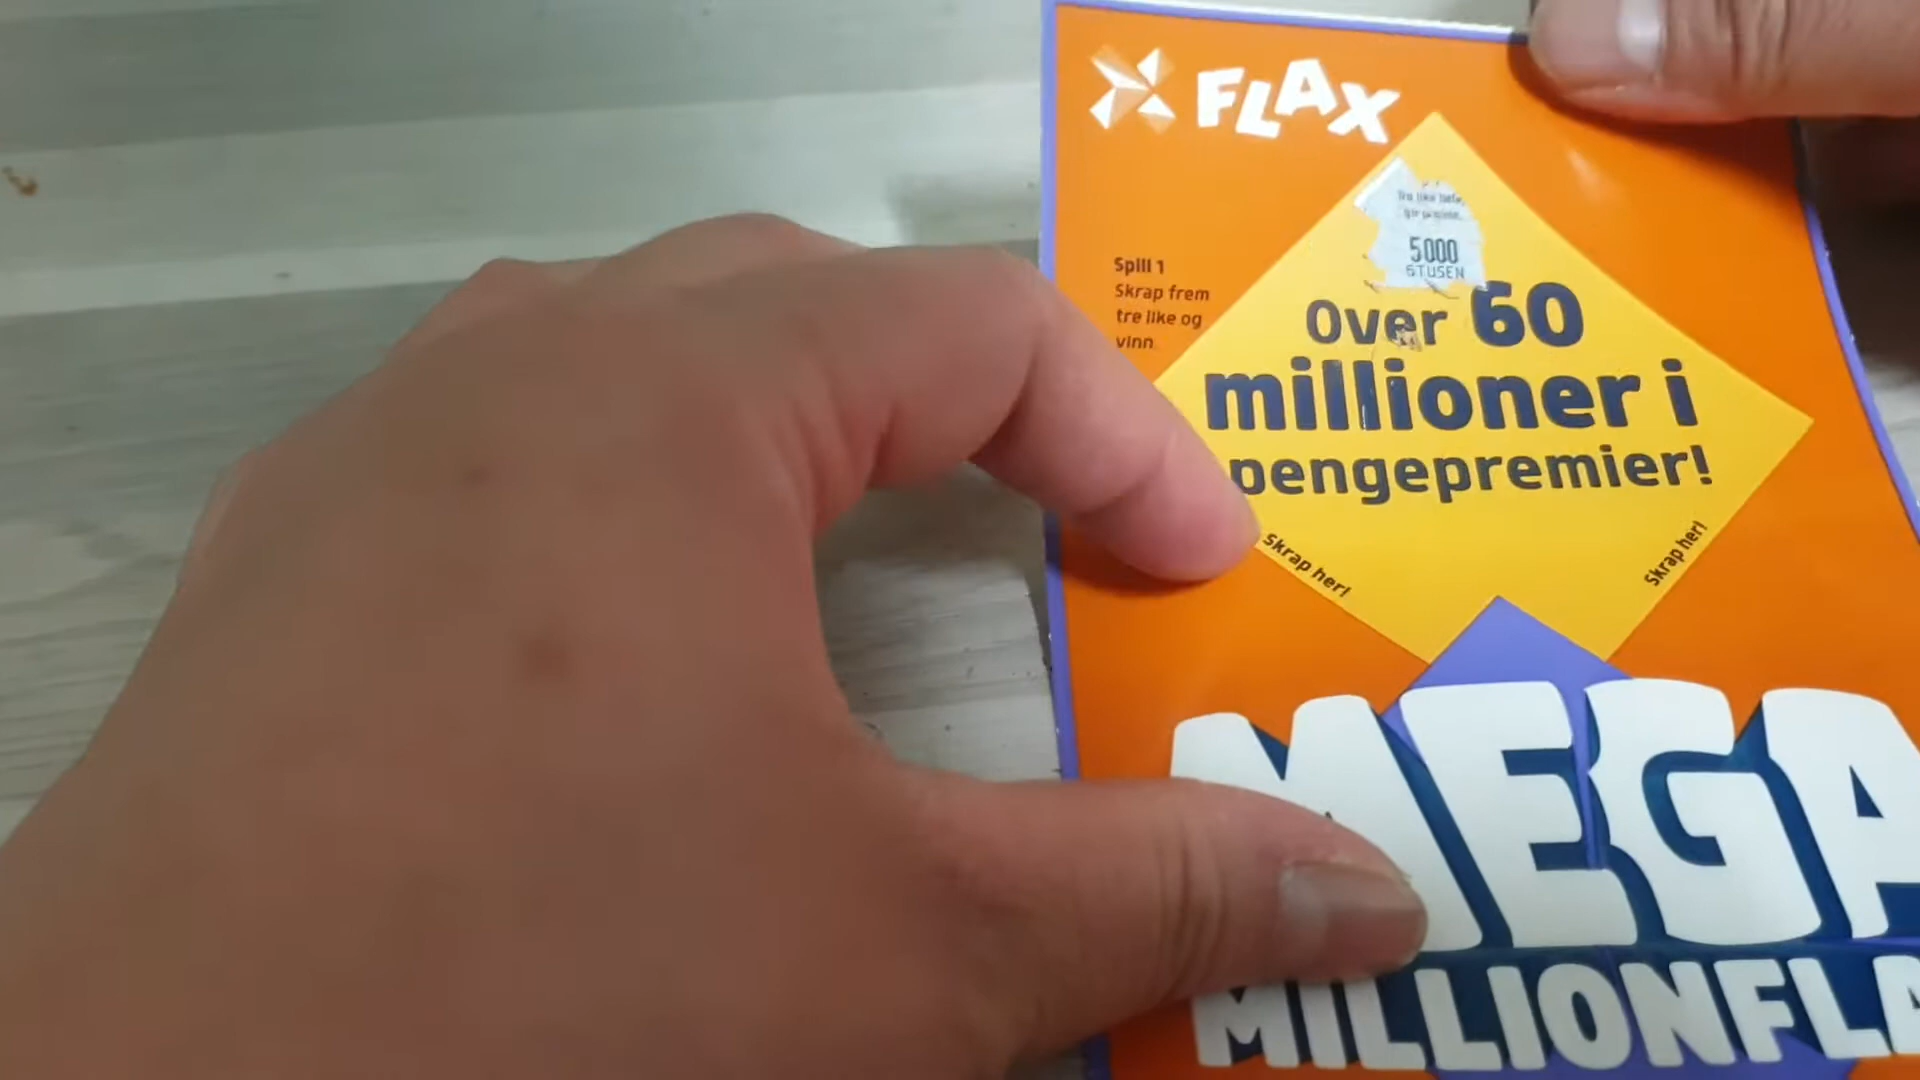 FLAX
5000
5TUSEN
Spill 1
Skrap frem
tre like og
vinn.
Over 60
millioner i
pengepremier!
Skrap her!
Skrap her!
MEGA
MILLIONFLA